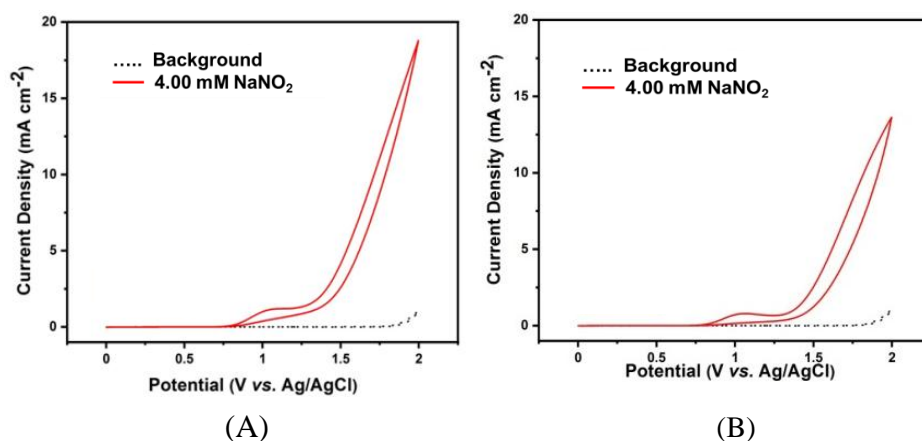 20
15
10
5
0
Current Density (mA cm⁻²)
Background
4.00 mM NaNO₂
0 0.5 1 1.5 2
Potential (V vs. Ag/AgCl)
(A)
20
15
10
5
0
Current Density (mA cm⁻²)
Background
4.00 mM NaNO₂
0 0.5 1 1.5 2
Potential (V vs. Ag/AgCl)
(B)